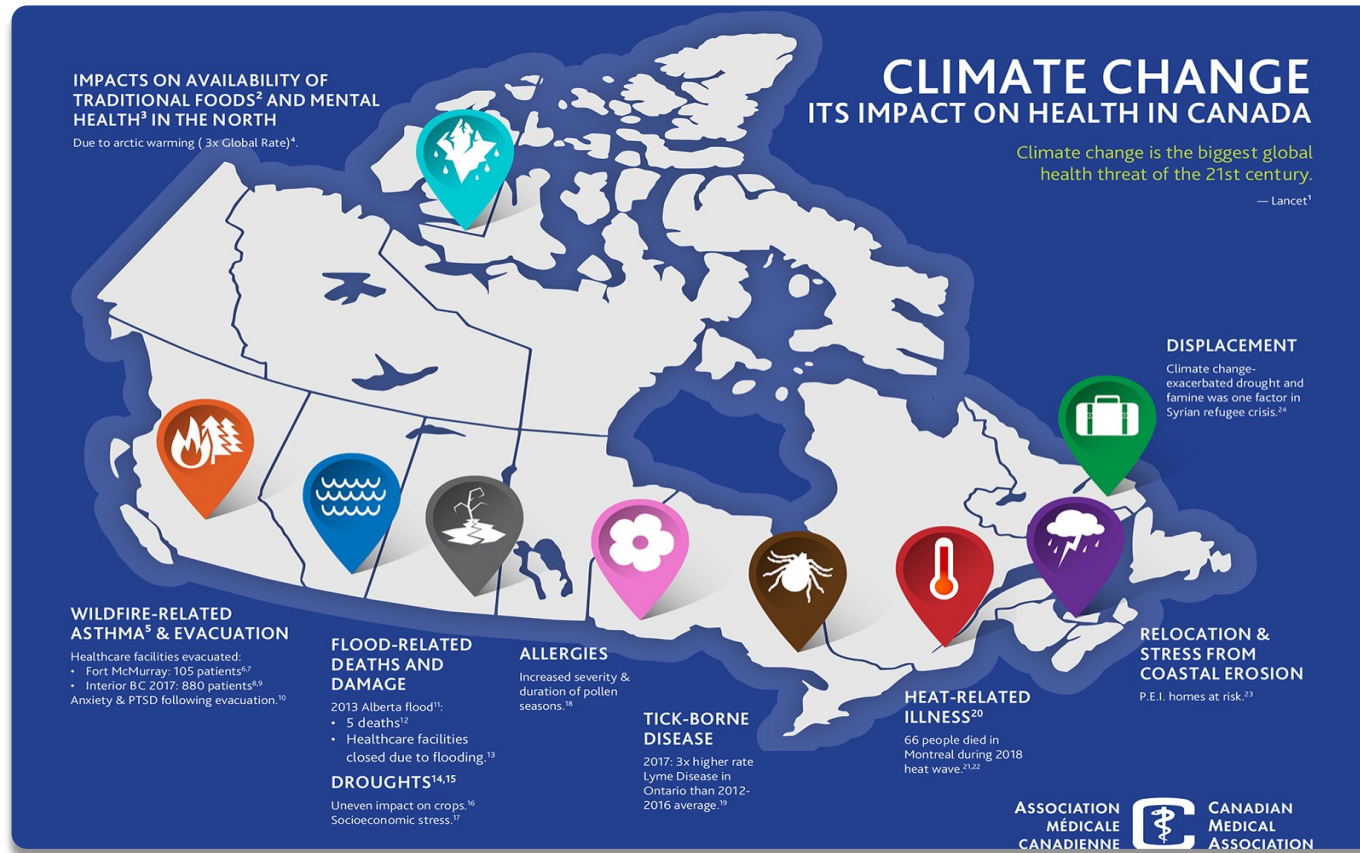 IMPACTS ON AVAILABILITY OF
TRADITIONAL FOODS² AND MENTAL
HEALTH³ IN THE NORTH
Due to arctic warming ( 3x Global Rate)⁴.
CLIMATE CHANGE
ITS IMPACT ON HEALTH IN CANADA
Climate change is the biggest global
health threat of the 21st century.
— Lancet¹
DISPLACEMENT
Climate change-
exacerbated drought and
famine was one factor in
Syrian refugee crisis.²⁴
WILDFIRE-RELATED
ASTHMA⁵ & EVACUATION
Healthcare facilities evacuated:
• Fort McMurray: 105 patients⁶,⁷
• Interior BC 2017: 880 patients⁸,⁹
Anxiety & PTSD following evacuation.¹⁰
FLOOD-RELATED
DEATHS AND
DAMAGE
2013 Alberta flood¹¹:
• 5 deaths¹²
• Healthcare facilities
closed due to flooding.¹³
DROUGHTS¹⁴,¹⁵
Uneven impact on crops.¹⁶
Socioeconomic stress.¹⁷
ALLERGIES
Increased severity &
duration of pollen
seasons.¹⁸
TICK-BORNE
DISEASE
2017: 3x higher rate
Lyme Disease in
Ontario than 2012-
2016 average.¹⁹
HEAT-RELATED
ILLNESS²⁰
66 people died in
Montreal during 2018
heat wave.²¹,²²
RELOCATION &
STRESS FROM
COASTAL EROSION
P.E.I. homes at risk.²³
ASSOCIATION
MÉDICALE
CANADIENNE
CANADIAN
MEDICAL
ASSOCIATION